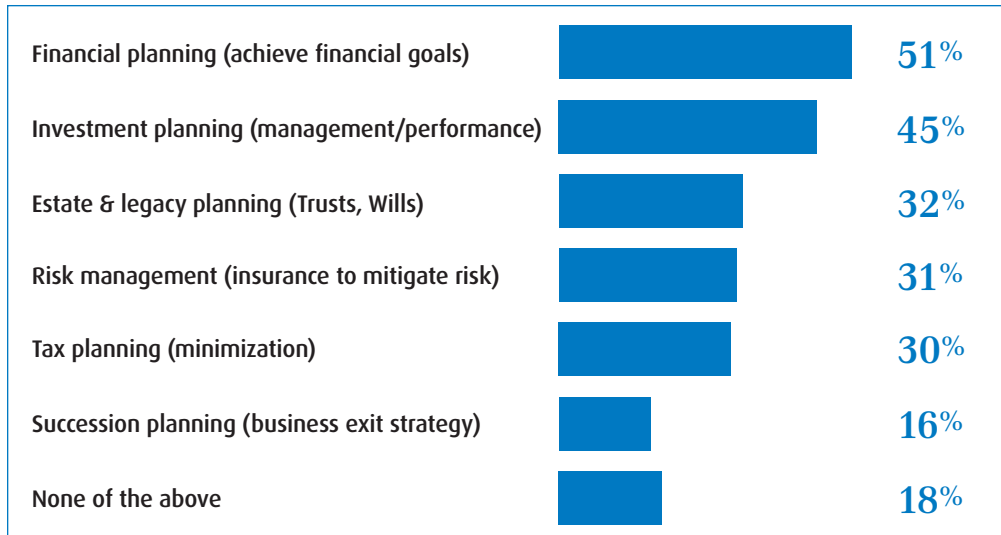 Financial planning (achieve financial goals) 51%
Investment planning (management/performance) 45%
Estate & legacy planning (Trusts, Wills) 32%
Risk management (insurance to mitigate risk) 31%
Tax planning (minimization) 30%
Succession planning (business exit strategy) 16%
None of the above 18%